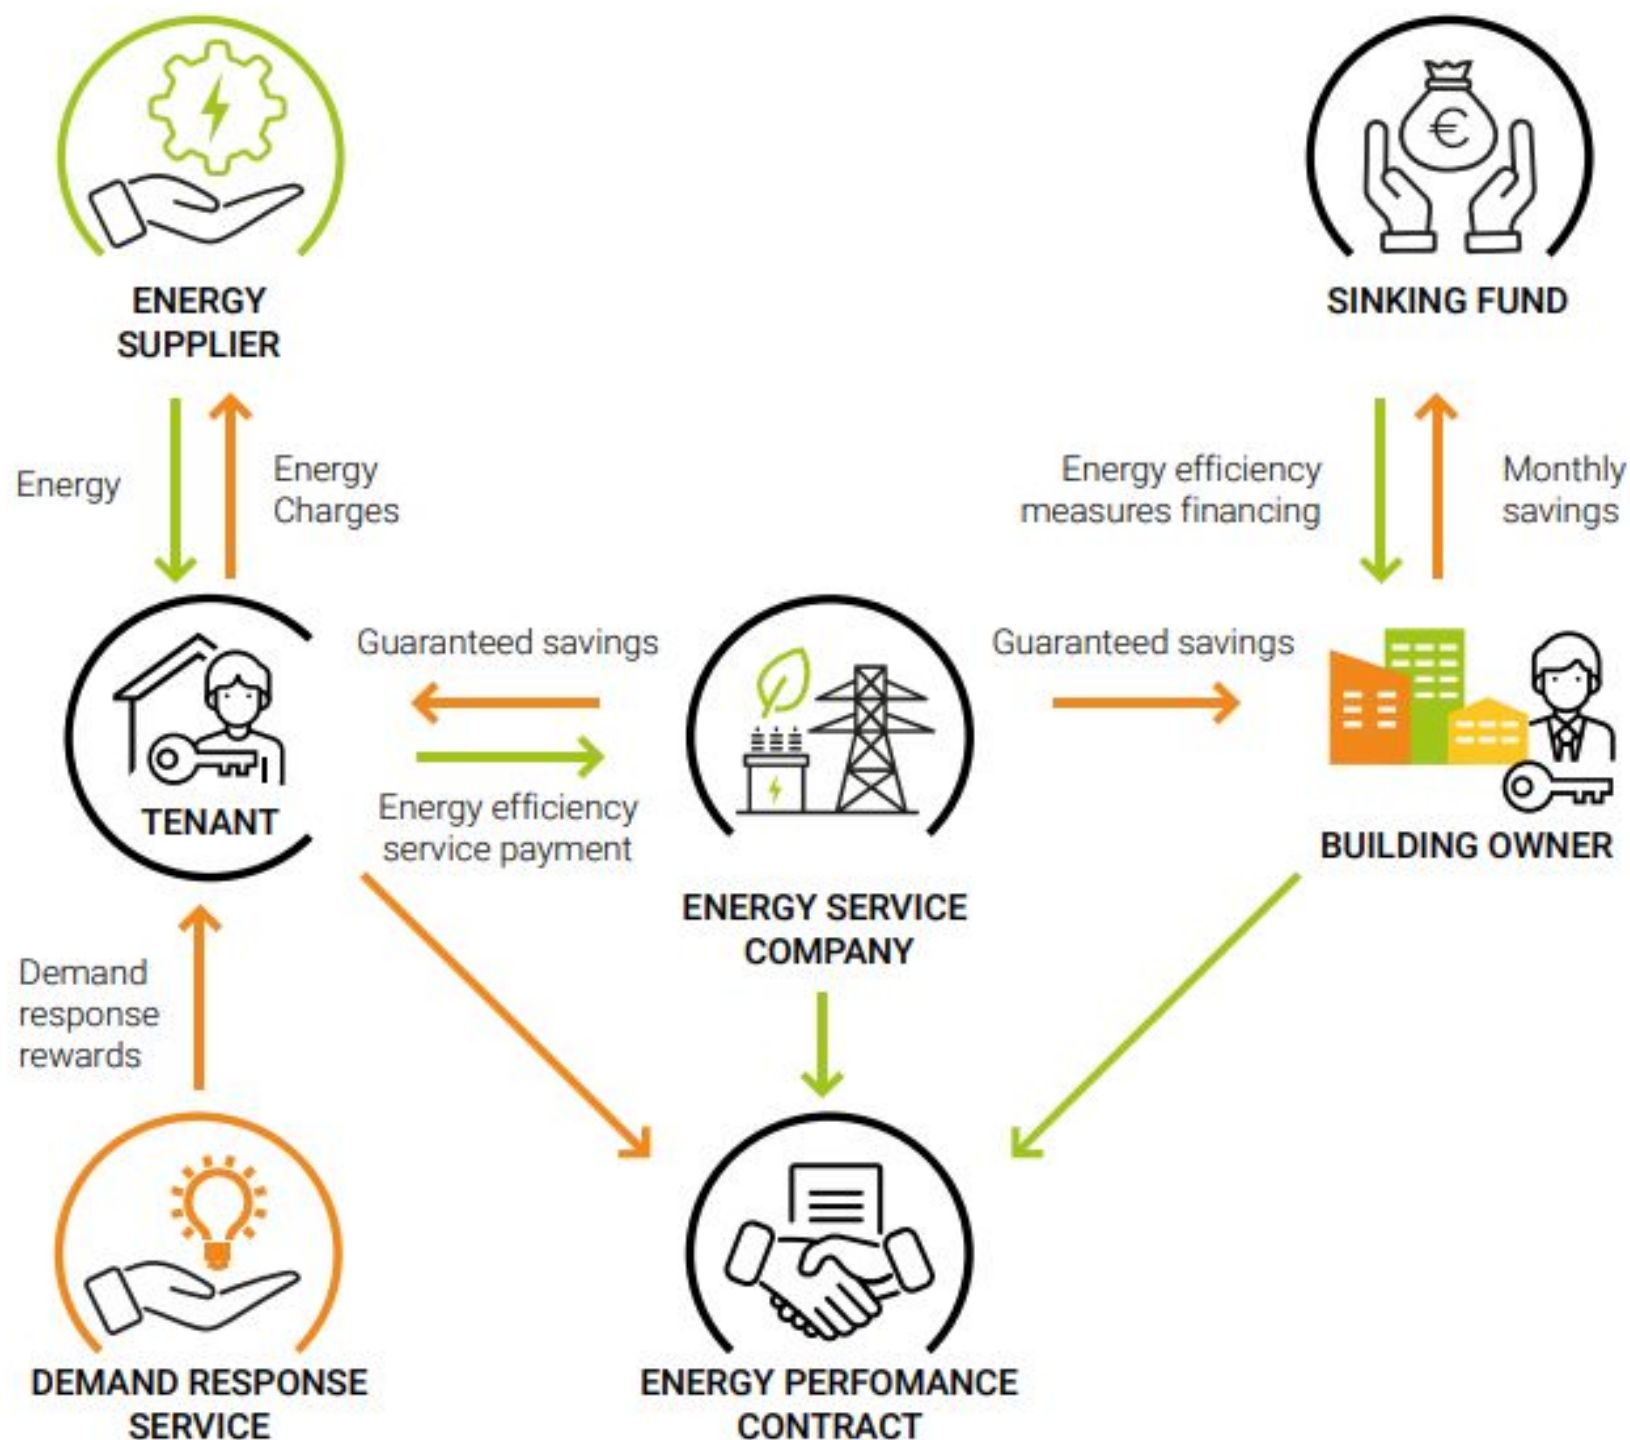 ENERGY
SUPPLIER
SINKING FUND
Energy
Energy
Charges
Energy efficiency
measures financing
Monthly
savings
Guaranteed savings
Guaranteed savings
TENANT
Energy efficiency
service payment
BUILDING OWNER
ENERGY SERVICE
COMPANY
Demand
response
rewards
DEMAND RESPONSE
SERVICE
ENERGY PERFOMANCE
CONTRACT